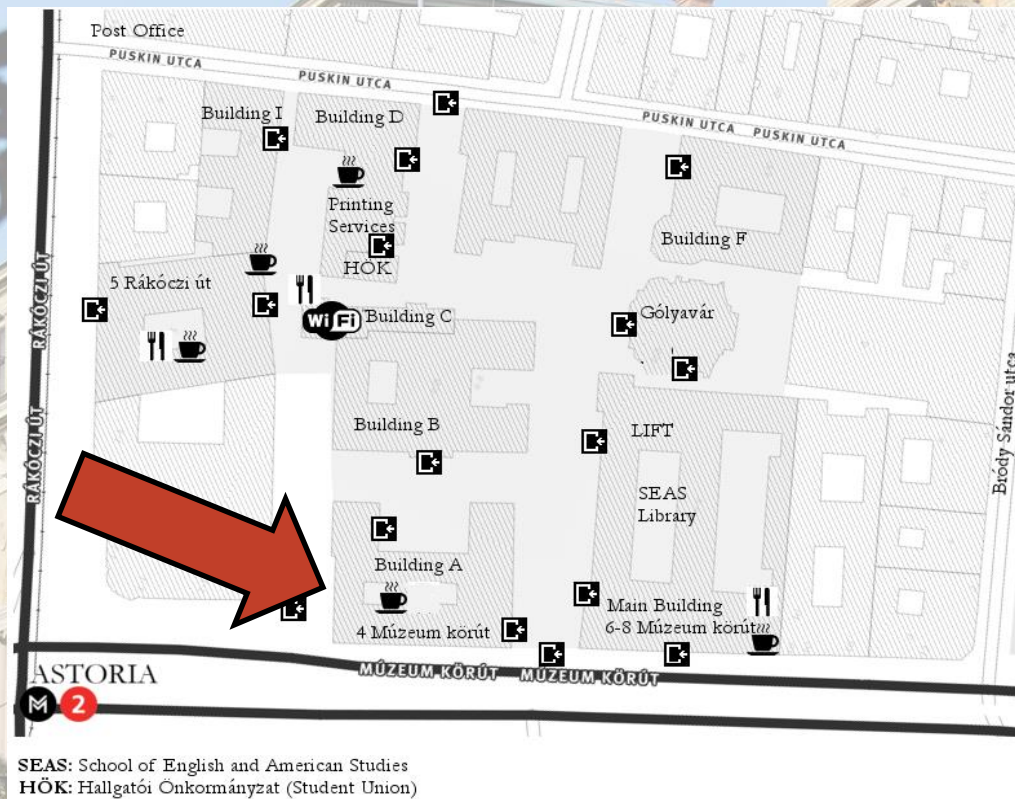 Post Office
PUSKIN UTCA
PUSKIN UTCA
PUSKIN UTCA PUSKIN UTCA
Building I
Building D
Printing
Services
HÖK
Building F
5 Rákóczi út
RÁKÓCZI ÚT
WiFi
Building C
Gólyavár
Building B
LIFT
RÁKÓCZI ÚT
Bródy Sándor utca
SEAS
Library
Building A
Main Building
6-8 Múzeum körút
4 Múzeum körút
MÚZEUM KÖRÚT MÚZEUM KÖRÚT
ASTORIA
M 2
SEAS: School of English and American Studies
HÖK: Hallgatói Önkormányzat (Student Union)